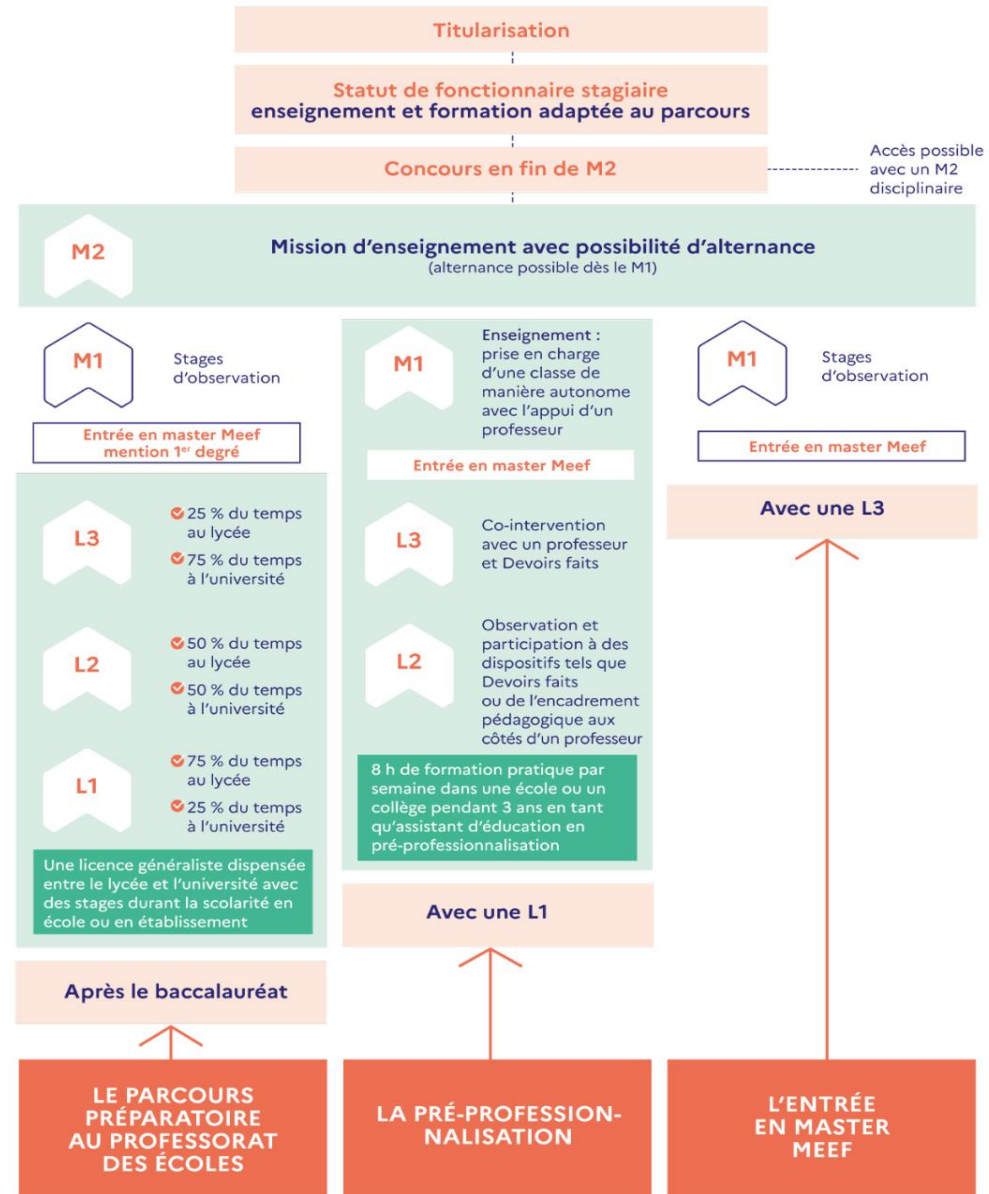 Titularisation
Statut de fonctionnaire stagiaire
enseignement et formation adaptée au parcours
Concours en fin de M2
Accès possible
avec un M2
disciplinaire
M2
Mission d'enseignement avec possibilité d'alternance
(alternance possible dès le M1)
M1
Stages
d'observation
Entrée en master Meef
mention 1er degré
L3
25 % du temps
au lycée
75 % du temps
à l'université
L2
50 % du temps
au lycée
50 % du temps
à l'université
L1
75 % du temps
au lycée
25 % du temps
à l'université
Une licence généraliste dispensée
entre le lycée et l'université avec
des stages durant la scolarité en
école ou en établissement
Après le baccalauréat
LE PARCOURS
PRÉPARATOIRE
AU PROFESSORAT
DES ÉCOLES
M1
Enseignement :
prise en charge
d'une classe de
manière autonome
avec l'appui d'un
professeur
Entrée en master Meef
L3
Co-intervention
avec un professeur
et Devoirs faits
L2
Observation et
participation à des
dispositifs tels que
Devoirs faits
ou de l'encadrement
pédagogique aux
côtés d'un professeur
8 h de formation pratique par
semaine dans une école ou un
collège pendant 3 ans en tant
qu'assistant d'éducation en
pré-professionnalisation
Avec une L1
LA PRÉ-PROFESSION-
NALISATION
M1
Stages
d'observation
Entrée en master Meef
Avec une L3
L'ENTRÉE
EN MASTER
MEEF